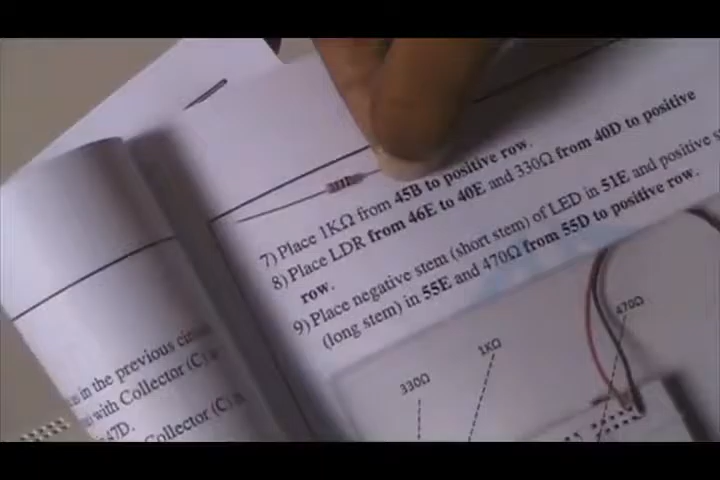 7) Place 1KΩ from 45B to positive row.
8) Place LDR from 46E to 40E and 330Ω from 40D to positive
row.
9) Place negative stem (short stem) of LED in 51E and positive
(long stem) in 55E and 470Ω from 55D to positive row.
470Ω
1KΩ
330Ω
in the previous
with Collector (C)
47D.
Collector (C)